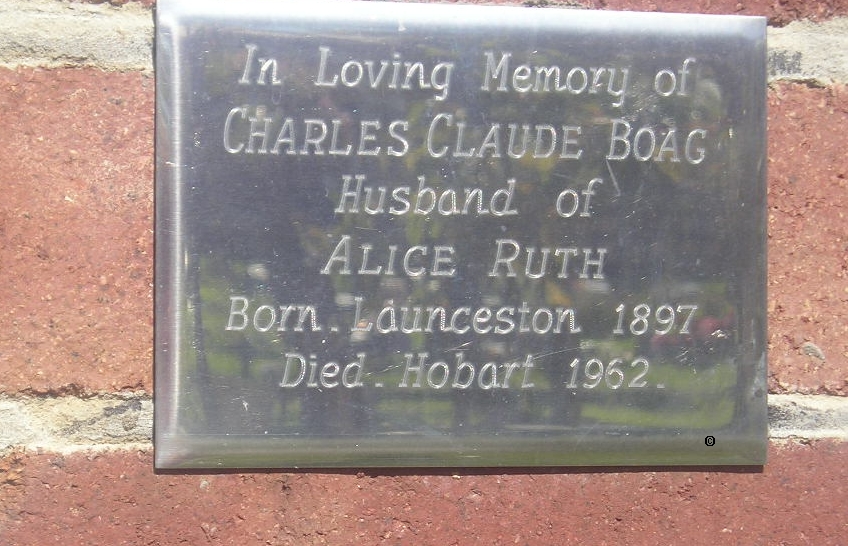 In Loving Memory of
CHARLES CLAUDE BOAG
Husband of
ALICE RUTH
Born. Launceston 1897
Died. Hobart 1962.
©